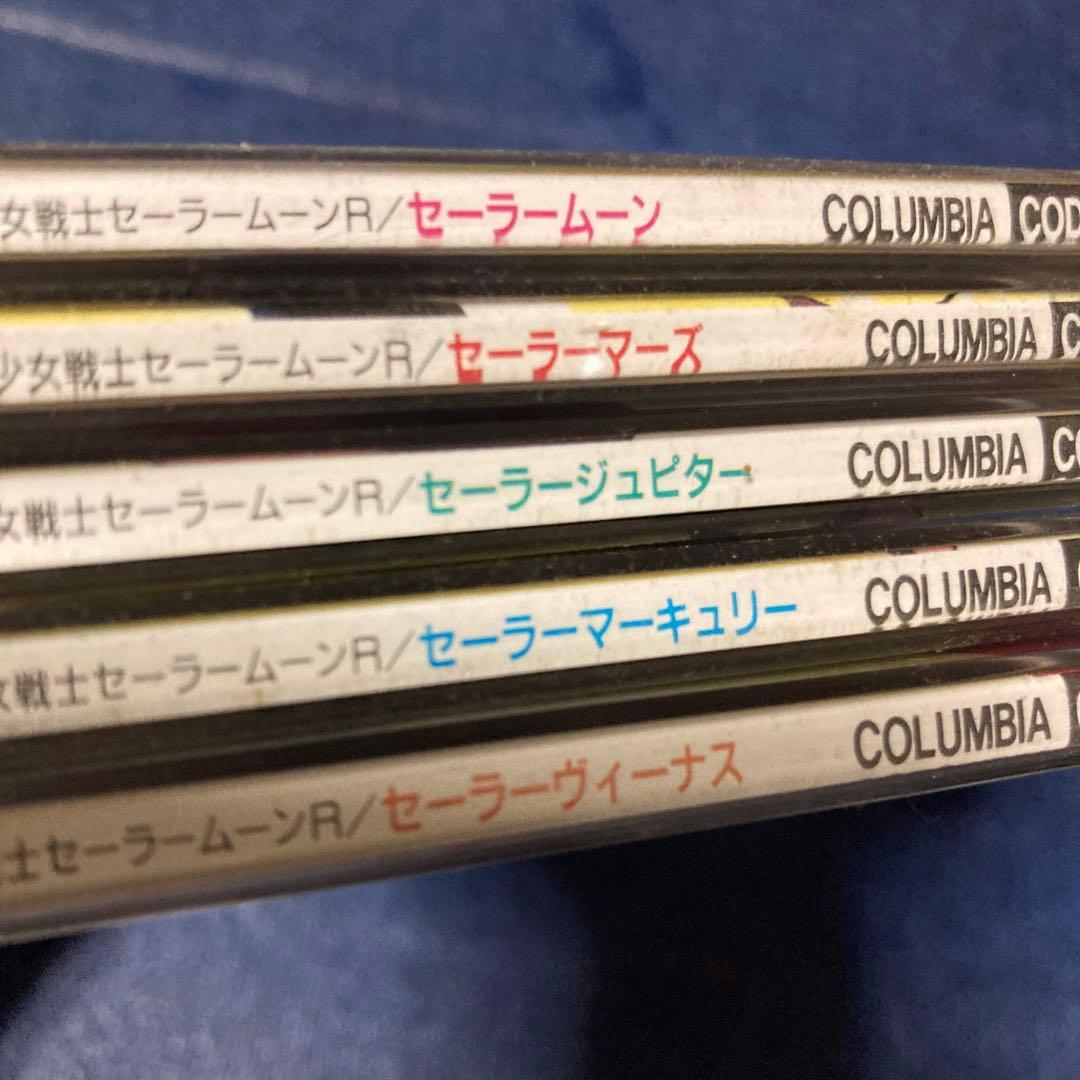 女戦士セーラームーンR/セーラームーン COLUMBIA COD
少女戦士セーラームーンR/セーラーマーズ COLUMBIA C
女戦士セーラームーンR/セーラージュピター COLUMBIA CO
女戦士セーラームーンR/セーラーマーキュリー COLUMBIA
士セーラームーンR/セーラーヴィーナス COLUMBIA